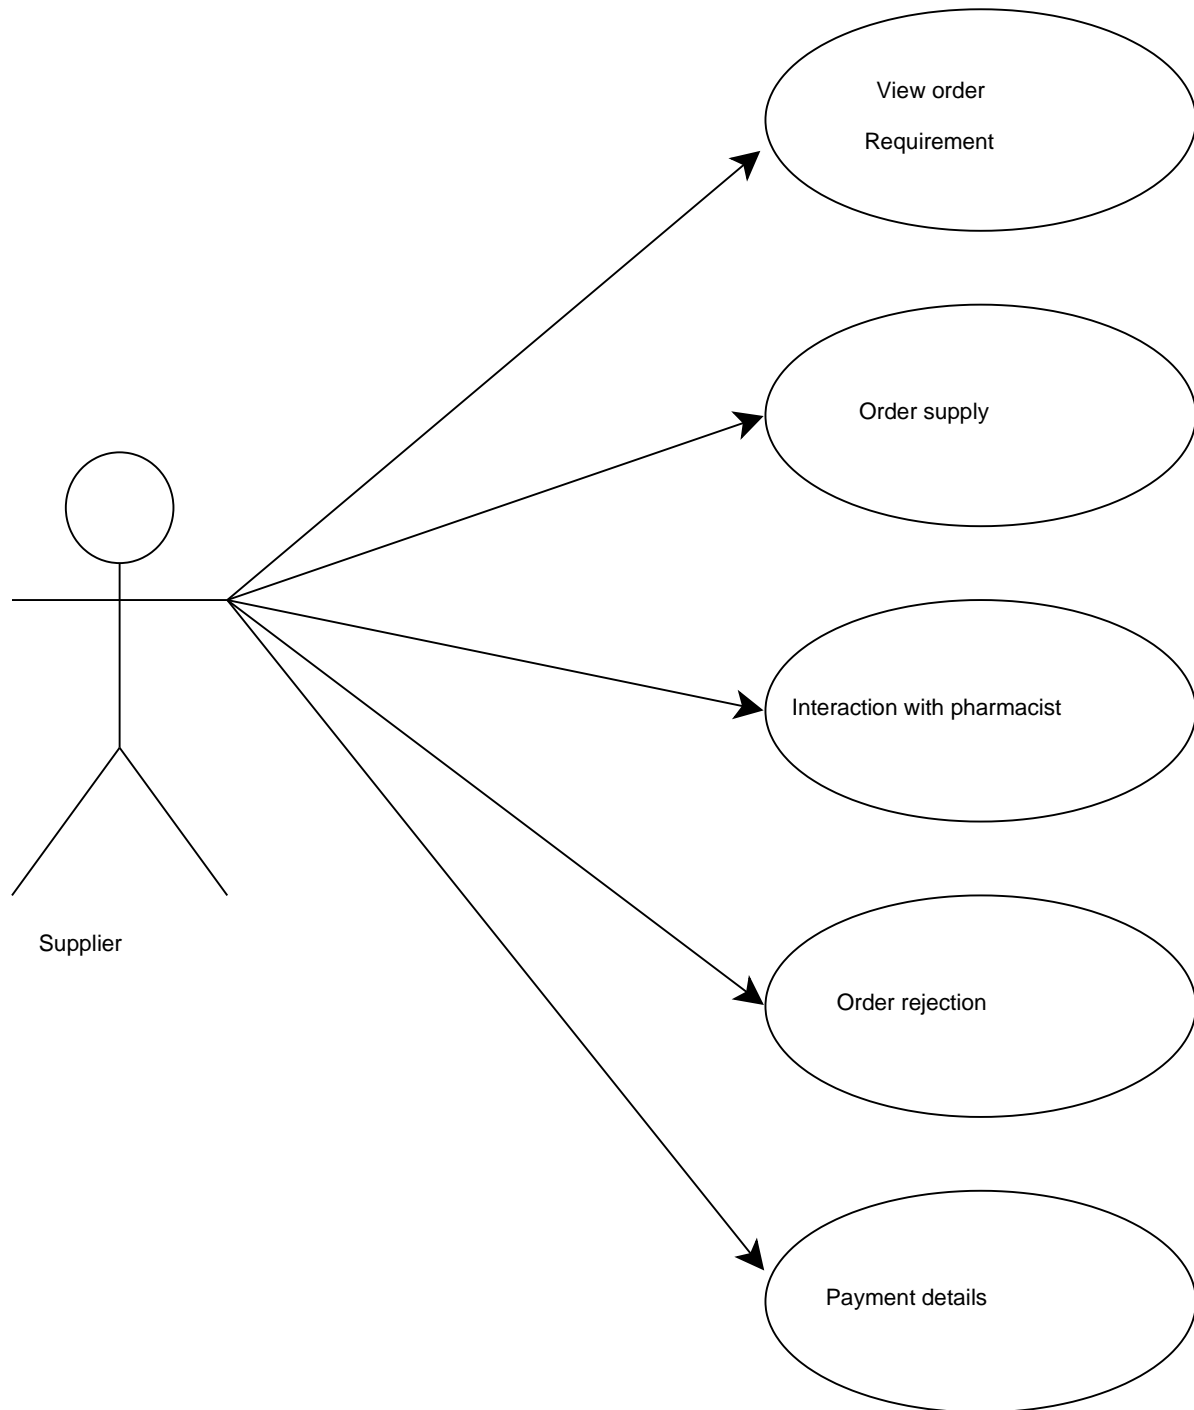 View order
Requirement
Order supply
Interaction with pharmacist
Supplier
Order rejection
Payment details